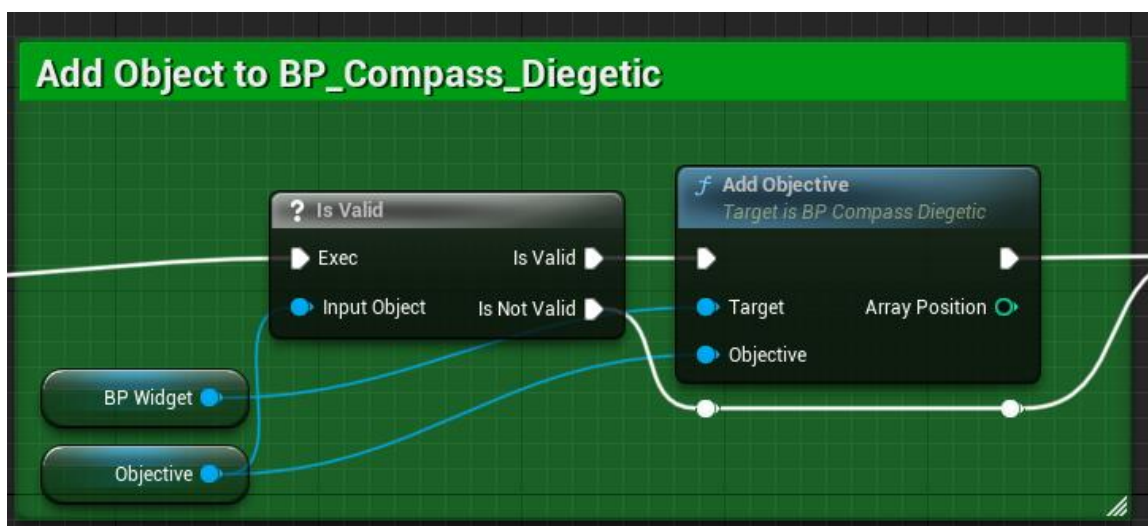 Add Object to BP_Compass_Diegetic
? Is Valid
Exec
Is Valid
Input Object
Is Not Valid
f Add Objective
Target is BP Compass Diegetic
Target
Array Position
Objective
BP Widget
Objective